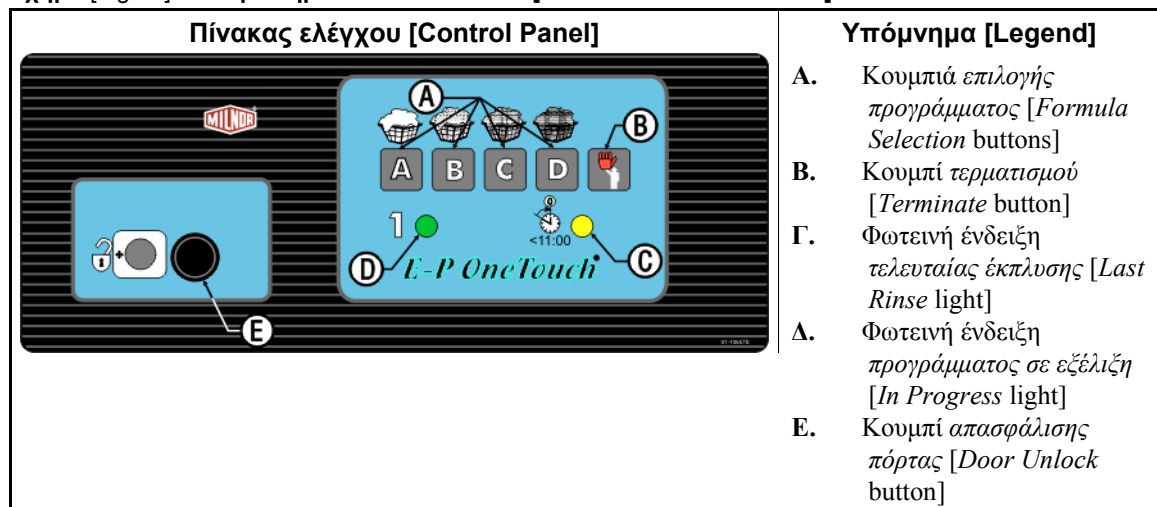 Πίνακας ελέγχου [Control Panel]
MILNOR
A
B
A B C D
1
0
<11:00
D
C
E-P OneTouch
+
E
Υπόμνημα [Legend]
Α. Κουμπιά επιλογής
προγράμματος [Formula
Selection buttons]
Β. Κουμπί τερματισμού
[Terminate button]
Γ. Φωτεινή ένδειξη
τελευταίας έκπλυσης [Last
Rinse light]
Δ. Φωτεινή ένδειξη
προγράμματος σε εξέλιξη
[In Progress light]
Ε. Κουμπί απασφάλισης
πόρτας [Door Unlock
button]